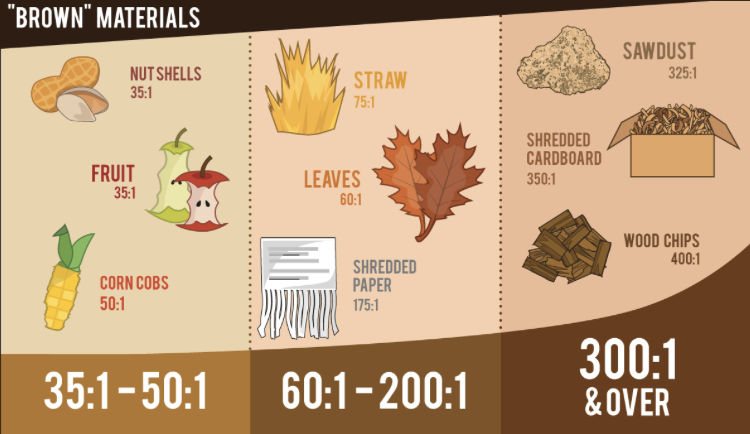 "BROWN" MATERIALS
NUT SHELLS
35:1
FRUIT
35:1
CORN COBS
50:1
35:1 – 50:1
STRAW
75:1
LEAVES
60:1
SHREDDED
PAPER
175:1
60:1 – 200:1
SAWDUST
325:1
SHREDDED
CARDBOARD
350:1
WOOD CHIPS
400:1
300:1
& OVER